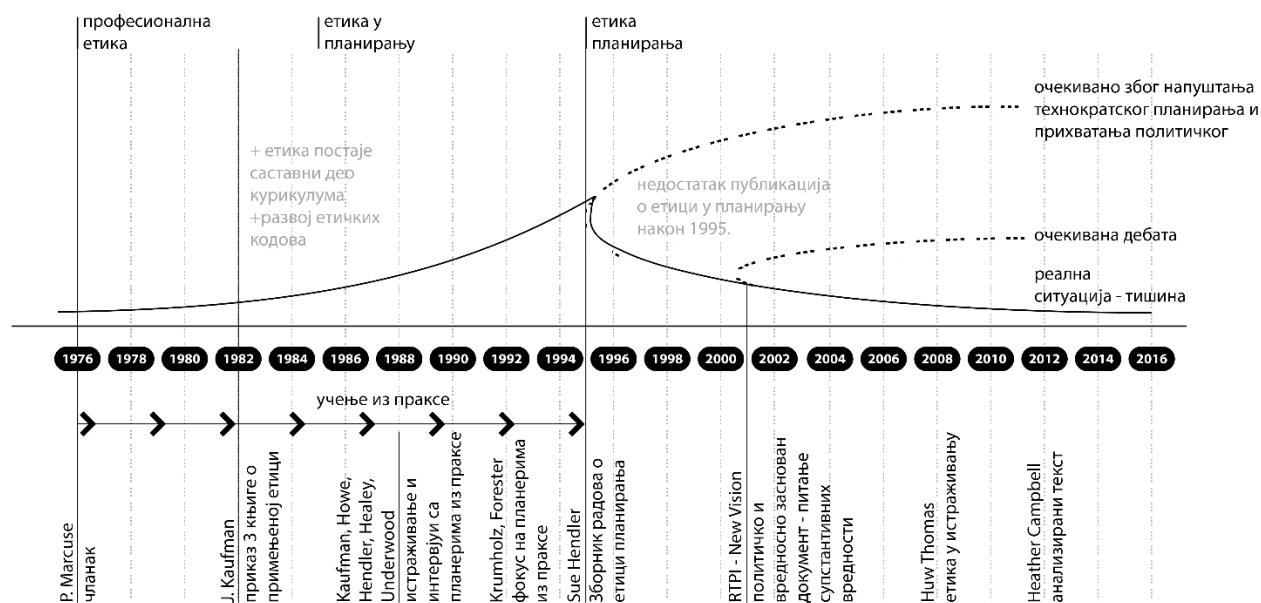 професионална
етика
етика у
планирању
етика
планирања
очекивано због напуштања
технократског планирања и
прихватања политичког
+ етика постаје
саставни део
курикулума
+развој етичких
кодова
недостатак публикација
о етици у планирању
након 1995.
очекивана дебата
реална
ситуација - тишина
1976
1978
1980
1982
1984
1986
1988
1990
1992
1994
1996
1998
2000
2002
2004
2006
2008
2010
2012
2014
2016
учење из праксе
P. Marcuse
чланак
J. Kaufman
приказ 3 књиге о
примењеној етици
Kaufman, Howe,
Hendler, Healey,
Underwood
истраживање и
интервјуи са
планерима из праксе
Krumholz, Forester
фокус на планерима
из праксе
Sue Hendler
Зборник радова о
етици планирања
RTPI - New Vision
политичко и
вредносно заснован
документ - питање
супстантивних
вредности
Huw Thomas
етика у истраживању
Heather Campbell
анализирани текст